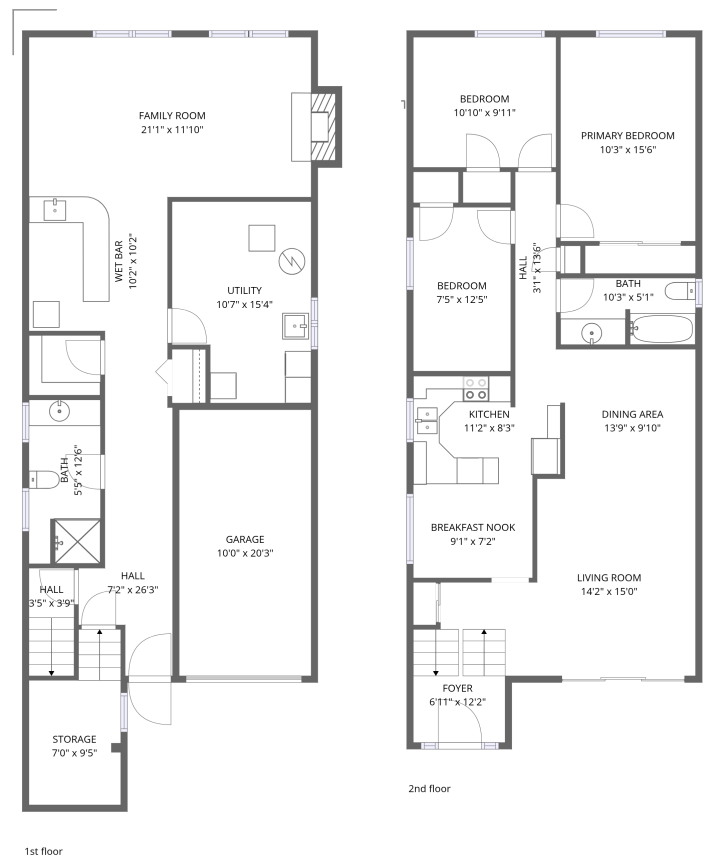 FAMILY ROOM
21'1" x 11'10"
WET BAR
10'2" x 10'2"
UTILITY
10'7" x 15'4"
BATH
5'5" x 12'6"
GARAGE
10'0" x 20'3"
HALL
3'5" x 3'9"
HALL
7'2" x 26'3"
STORAGE
7'0" x 9'5"
1st floor
BEDROOM
10'10" x 9'11"
PRIMARY BEDROOM
10'3" x 15'6"
HALL
3'1" x 13'6"
BEDROOM
7'5" x 12'5"
BATH
10'3" x 5'1"
KITCHEN
11'2" x 8'3"
DINING AREA
13'9" x 9'10"
BREAKFAST NOOK
9'1" x 7'2"
LIVING ROOM
14'2" x 15'0"
FOYER
6'11" x 12'2"
2nd floor